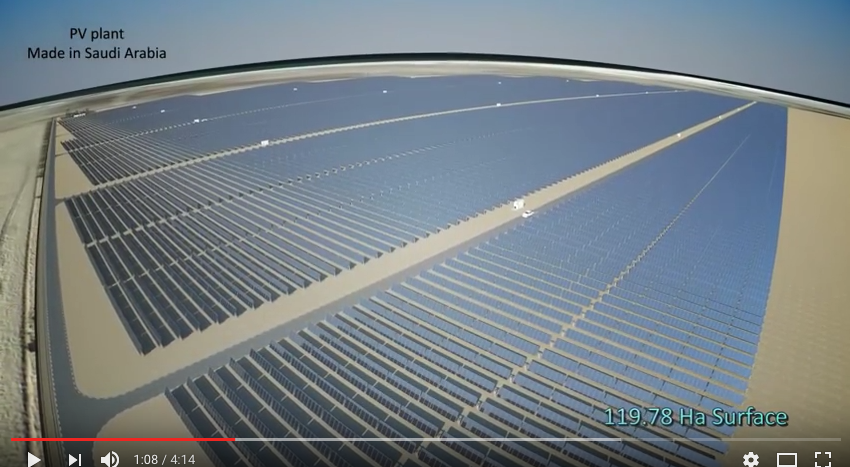 PV plant
Made in Saudi Arabia
119.78 Ha Surface
1:08 / 4:14